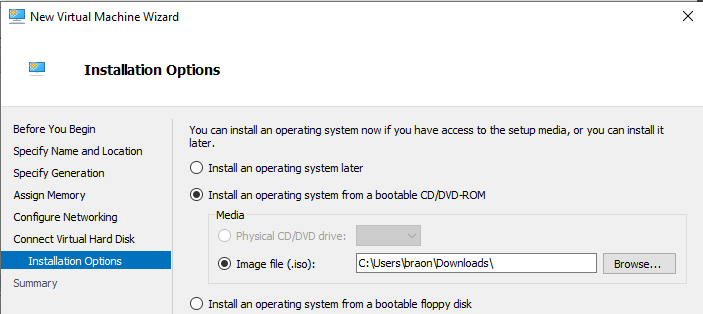 New Virtual Machine Wizard
Installation Options
Before You Begin
Specify Name and Location
Specify Generation
Assign Memory
Configure Networking
Connect Virtual Hard Disk
Installation Options
Summary
You can install an operating system now if you have access to the setup media, or you can install it
later.
Install an operating system later
Install an operating system from a bootable CD/DVD-ROM
Media
Physical CD/DVD drive:
Image file (.iso): C:\Users\braon\Downloads\ Browse...
Install an operating system from a bootable floppy disk